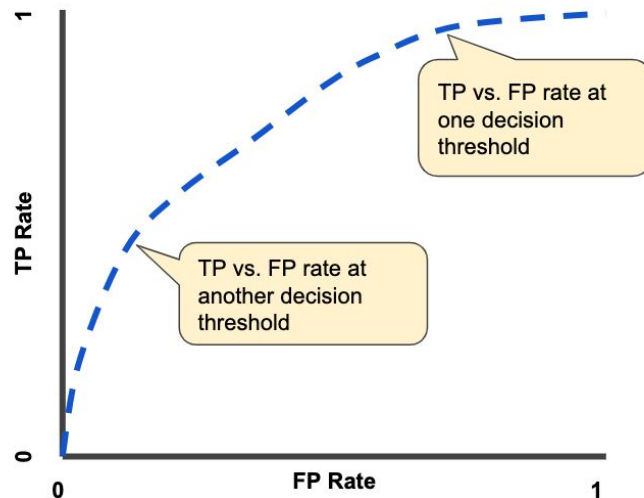 1
TP vs. FP rate at
one decision
threshold
TP Rate
TP vs. FP rate at
another decision
threshold
0
FP Rate
0
1